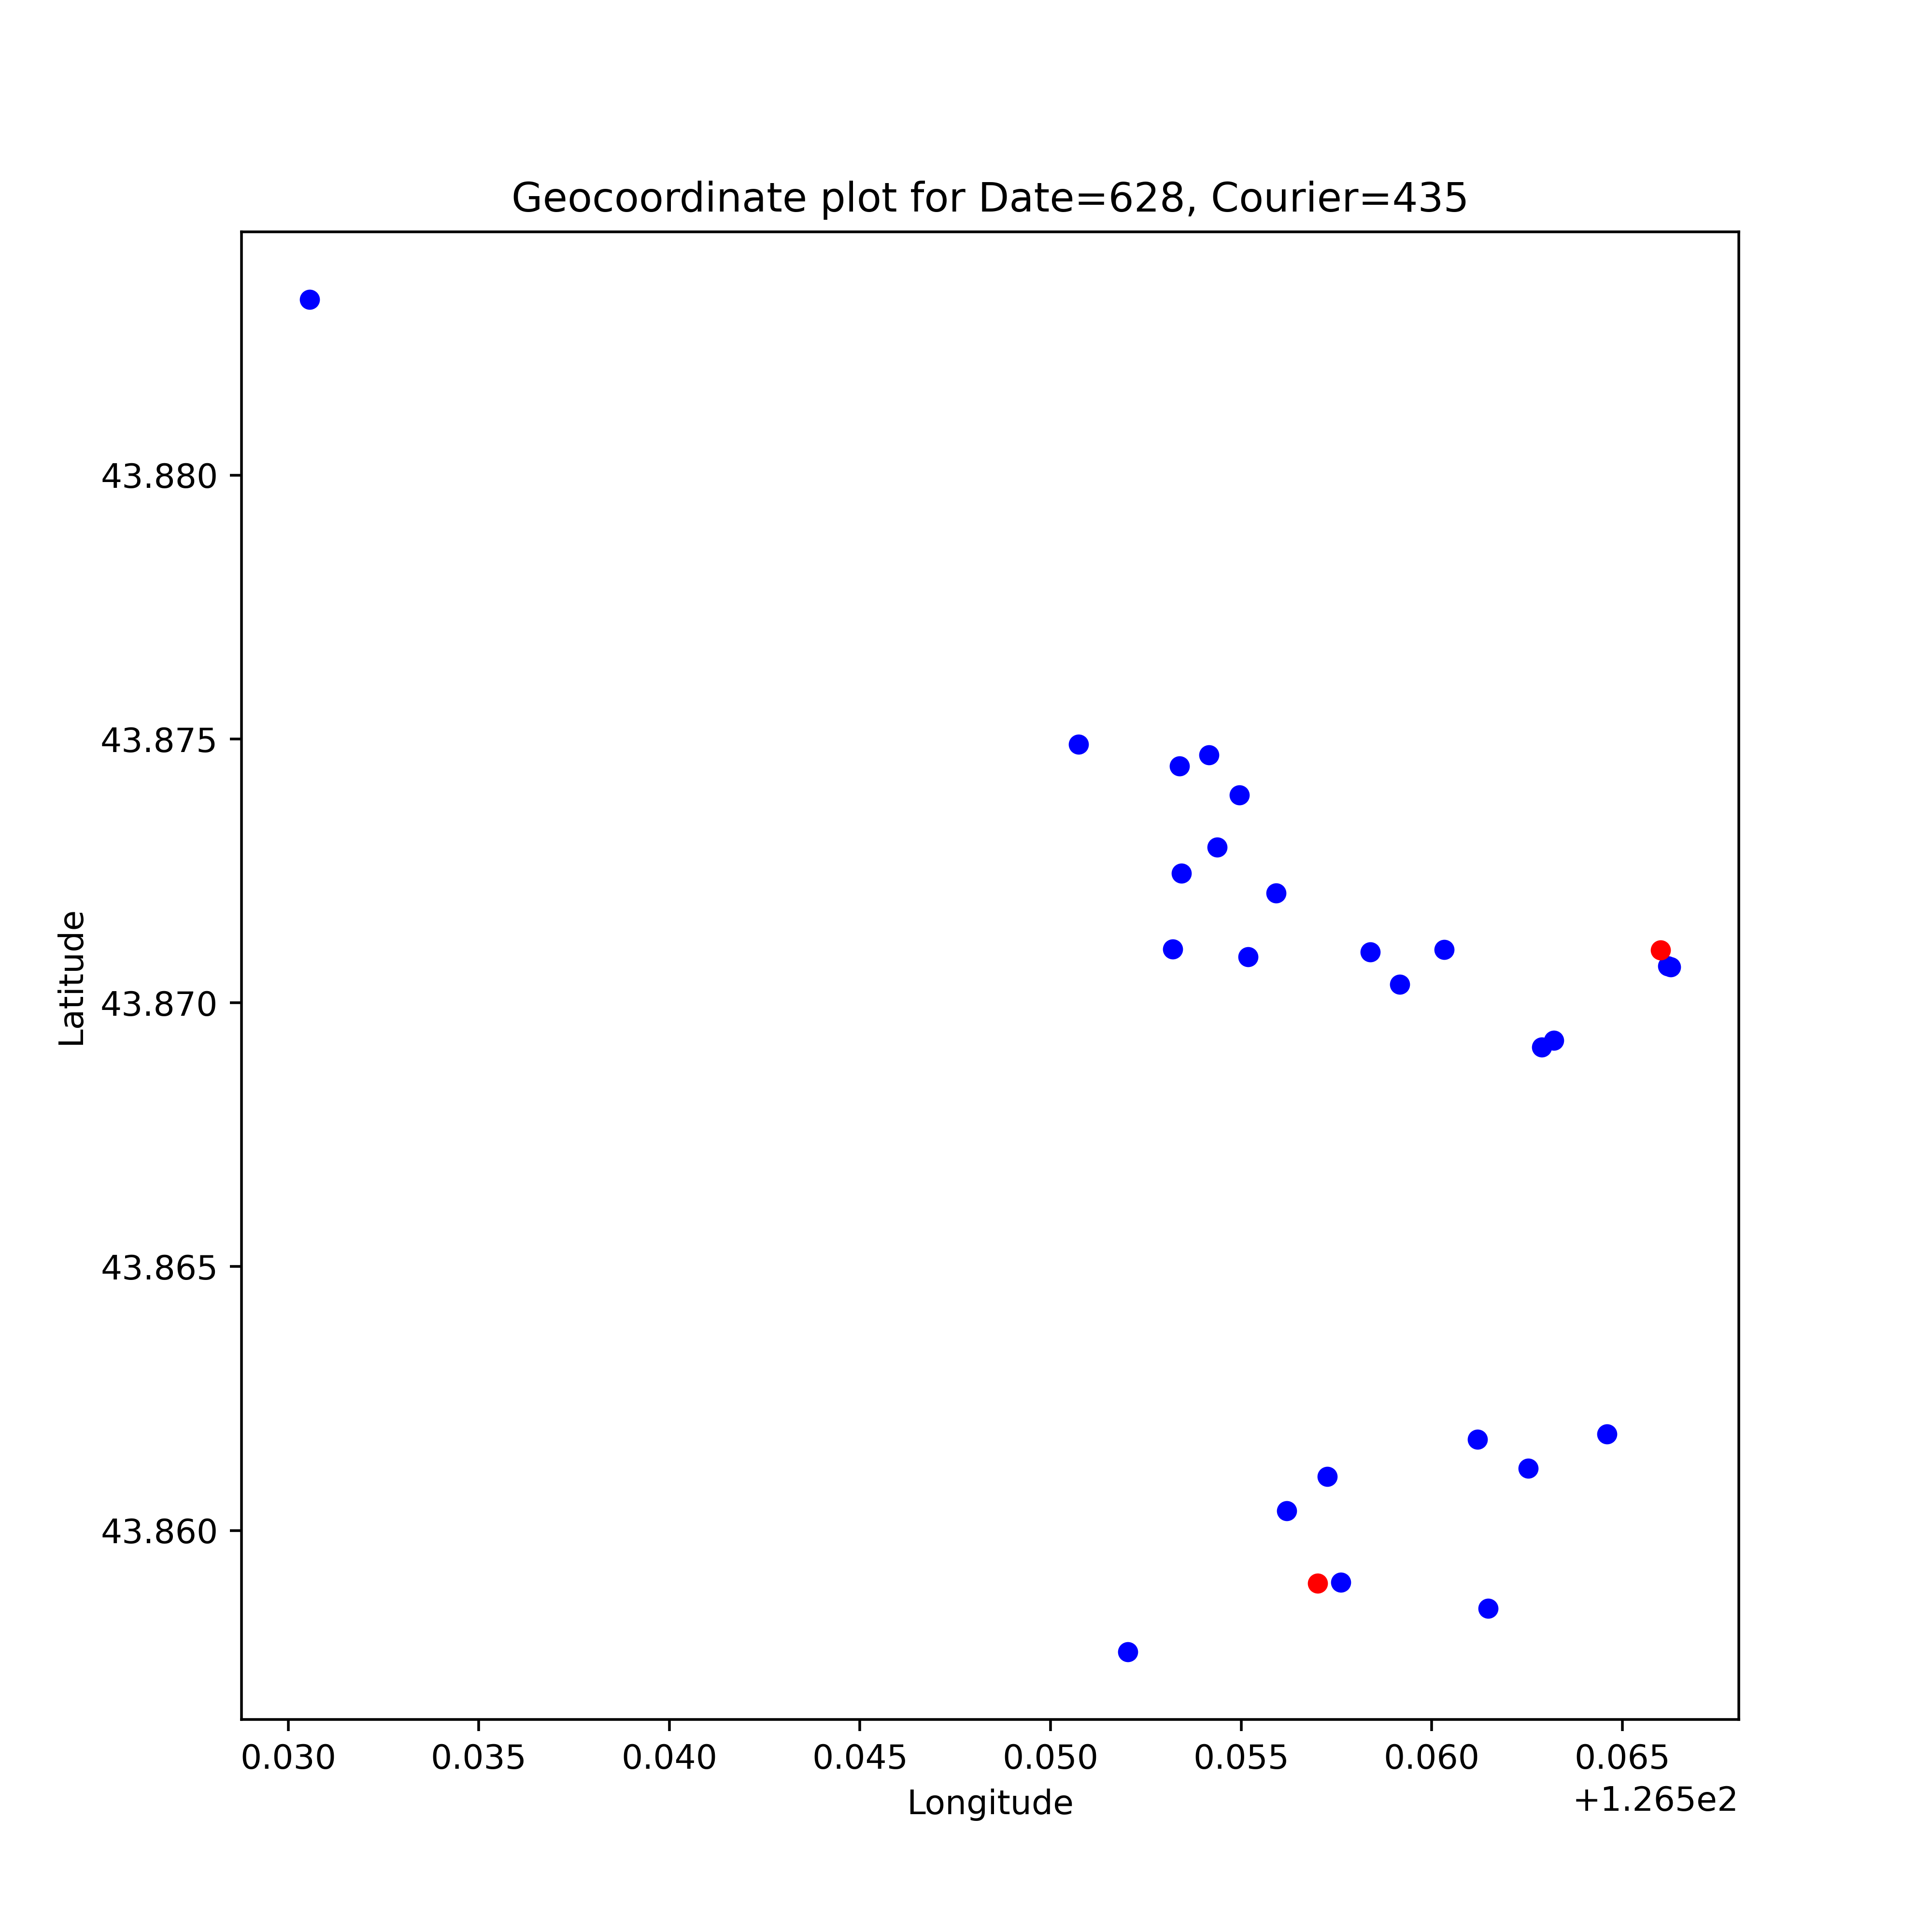 Geocoordinate plot for Date=628, Courier=435
43.880
43.875
43.870
43.865
43.860
Latitude
0.030 0.035 0.040 0.045 0.050 0.055 0.060 0.065
+1.265e2
Longitude